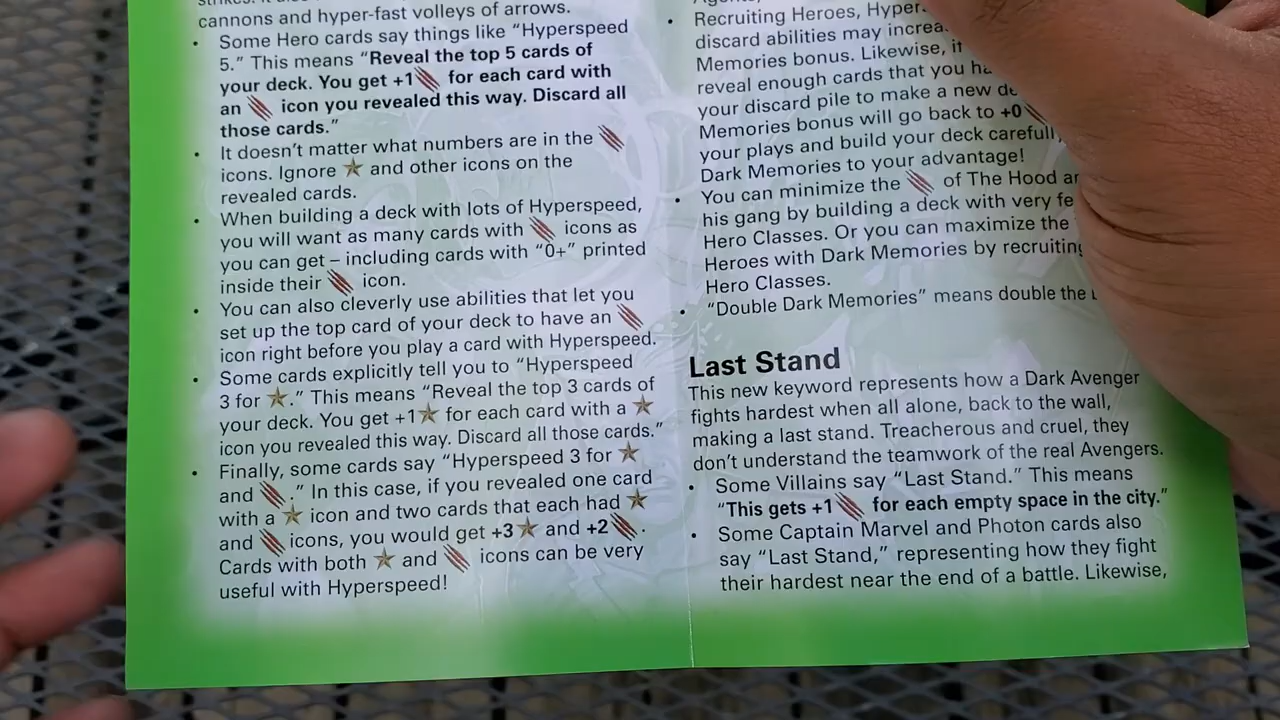 cannons and hyper-fast volleys of arrows.
• Some Hero cards say things like “Hyperspeed
5.” This means “Reveal the top 5 cards of
your deck. You get +1 for each card with
an icon you revealed this way. Discard all
those cards.”
• It doesn’t matter what numbers are in the
icons. Ignore and other icons on the
revealed cards.
• When building a deck with lots of Hyperspeed,
you will want as many cards with icons as
you can get – including cards with “0+” printed
inside their icon.
• You can also cleverly use abilities that let you
set up the top card of your deck to have an
icon right before you play a card with Hyperspeed.
• Some cards explicitly tell you to “Hyperspeed
3 for .” This means “Reveal the top 3 cards of
your deck. You get +1 for each card with a
icon you revealed this way. Discard all those cards.”
• Finally, some cards say “Hyperspeed 3 for
and .” In this case, if you revealed one card
with a icon and two cards that each had
and icons, you would get +3 and +2 .
Cards with both and icons can be very
useful with Hyperspeed!
• Recruiting Heroes, Hyper-
discard abilities may
Memories bonus. Likewise,
reveal enough cards that you
your discard pile to make a new
Memories bonus will go back to +0
your plays and build your deck
Dark Memories to your advantage!
• You can minimize the of The Hood
his gang by building a deck with very
Hero Classes. Or you can maximize the
Heroes with Dark Memories by recruiting
Hero Classes.
• “Double Dark Memories” means double the
Last Stand
This new keyword represents how a Dark Avenger
fights hardest when all alone, back to the wall,
making a last stand. Treacherous and cruel, they
don’t understand the teamwork of the real Avengers.
• Some Villains say “Last Stand.” This means
“This gets +1 for each empty space in the city.”
• Some Captain Marvel and Photon cards also
say “Last Stand,” representing how they fight
their hardest near the end of a battle. Likewise,